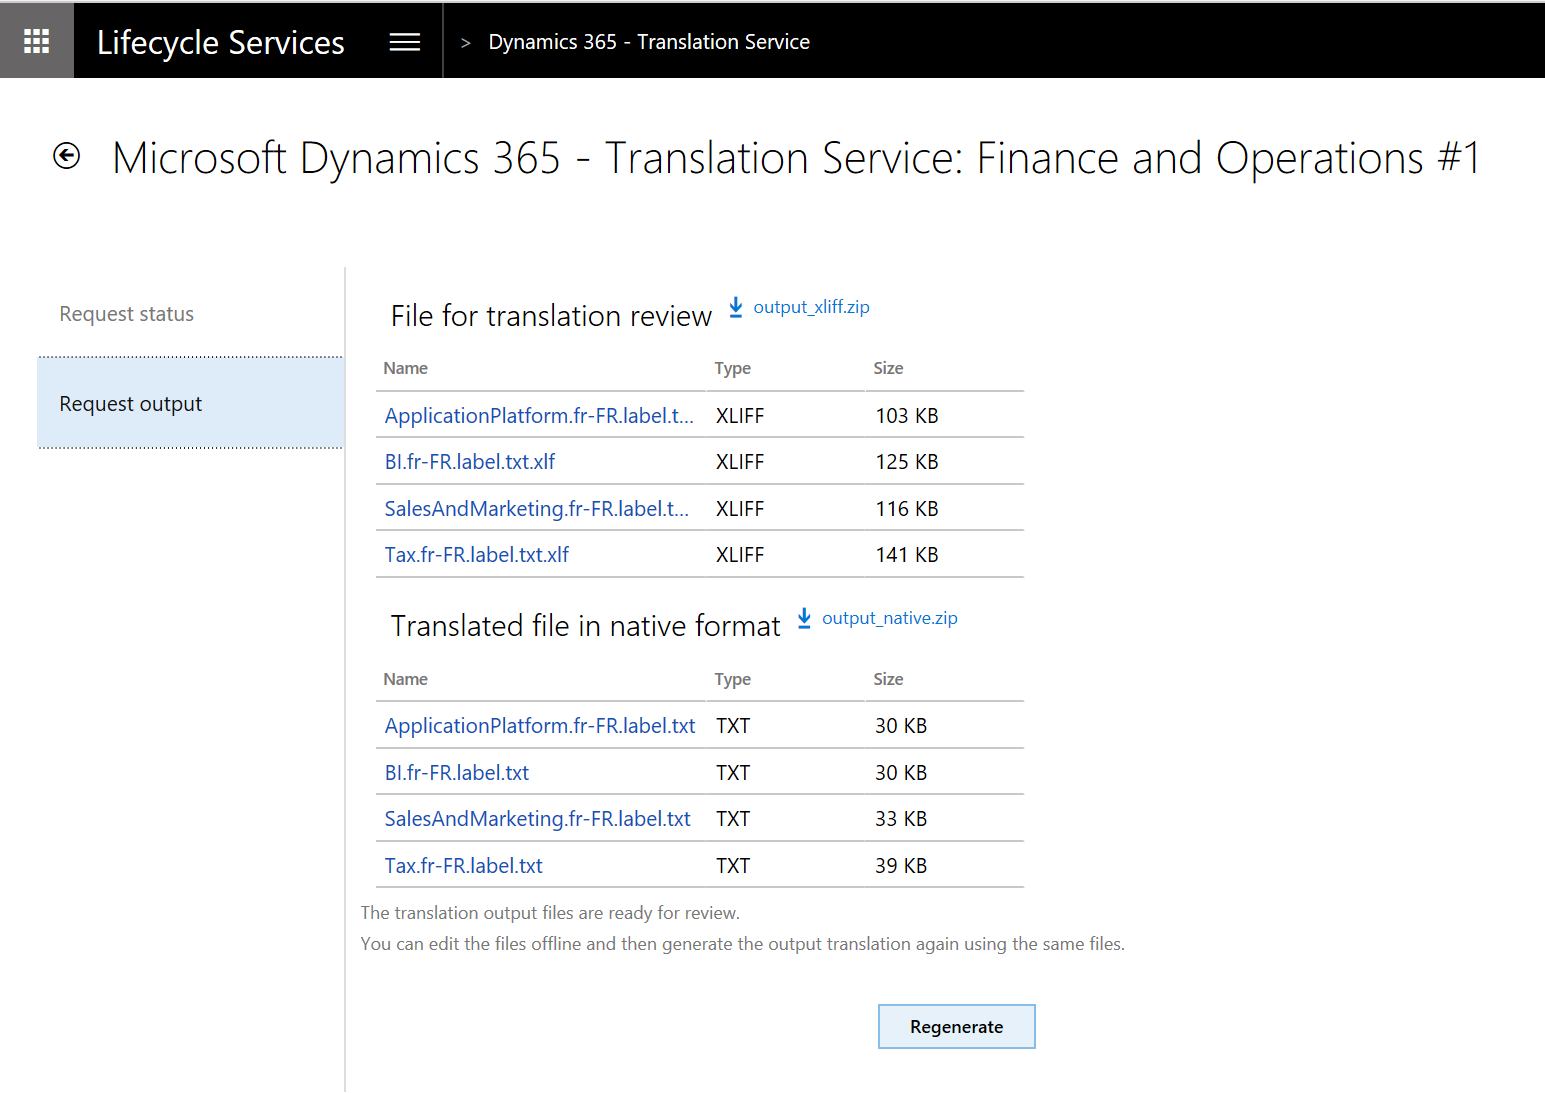 Lifecycle Services > Dynamics 365 - Translation Service
Microsoft Dynamics 365 - Translation Service: Finance and Operations #1
Request status
Request output
File for translation review output_xliff.zip
Name Type Size
ApplicationPlatform.fr-FR.label.t... XLIFF 103 KB
BI.fr-FR.label.txt.xlf XLIFF 125 KB
SalesAndMarketing.fr-FR.label.t... XLIFF 116 KB
Tax.fr-FR.label.txt.xlf XLIFF 141 KB
Translated file in native format output_native.zip
Name Type Size
ApplicationPlatform.fr-FR.label.txt TXT 30 KB
BI.fr-FR.label.txt TXT 30 KB
SalesAndMarketing.fr-FR.label.txt TXT 33 KB
Tax.fr-FR.label.txt TXT 39 KB
The translation output files are ready for review.
You can edit the files offline and then generate the output translation again using the same files.
Regenerate